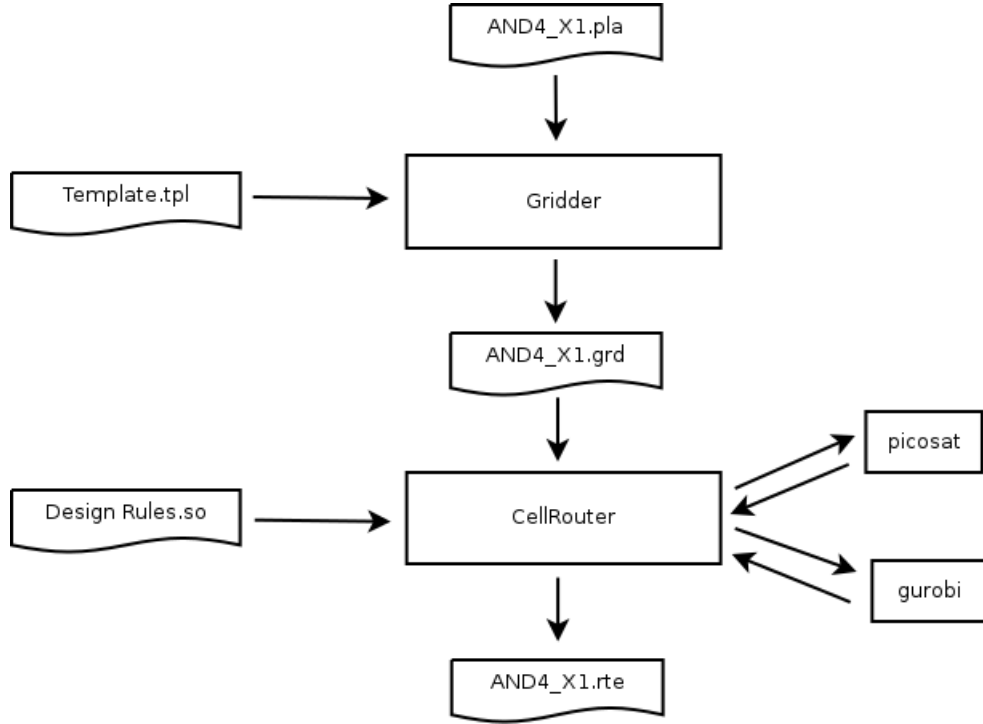 AND4_X1.pla
Template.tpl
Gridder
AND4_X1.grd
picosat
Design Rules.so
CellRouter
gurobi
AND4_X1.rte